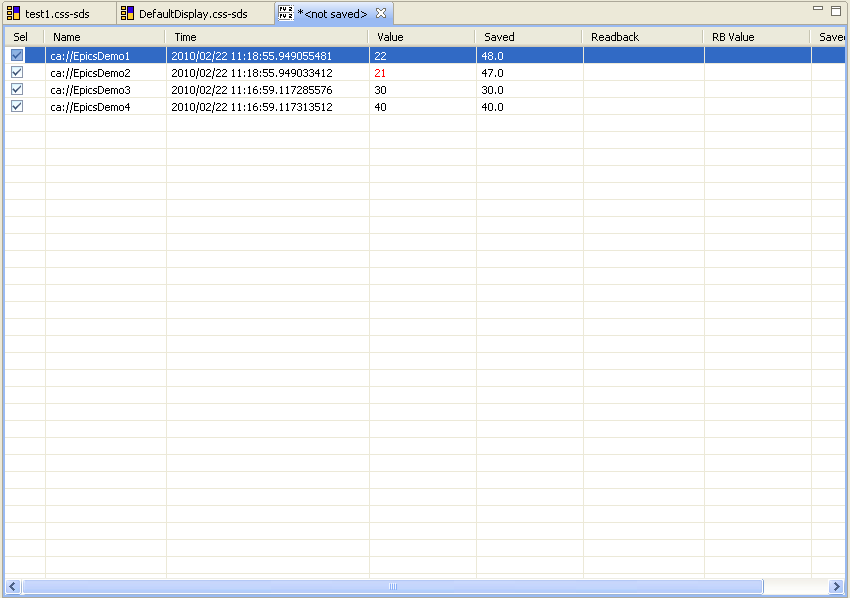 test1.css-sds DefaultDisplay.css-sds *<not saved>
Sel Name Time Value Saved Readback RB Value Save
ca://EpicsDemo1 2010/02/22 11:18:55.949055481 22 48.0
ca://EpicsDemo2 2010/02/22 11:18:55.949033412 21 47.0
ca://EpicsDemo3 2010/02/22 11:16:59.117285576 30 30.0
ca://EpicsDemo4 2010/02/22 11:16:59.117313512 40 40.0